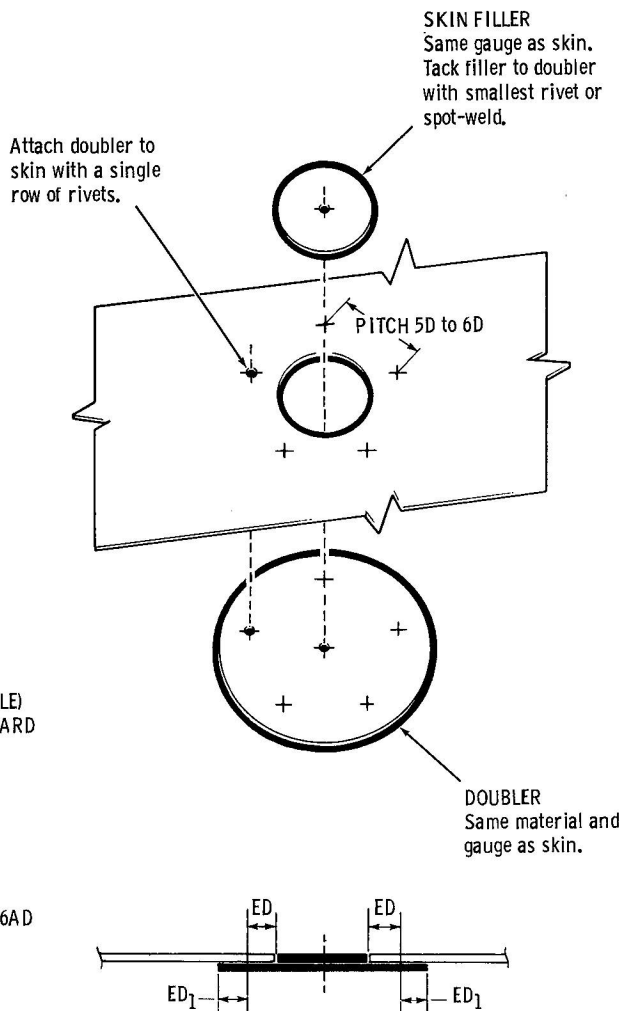 SKIN FILLER
Same gauge as skin.
Tack filler to doubler
with smallest rivet or
spot-weld.
Attach doubler to
skin with a single
row of rivets.
PITCH 5D to 6D
LE)
ARD
DOUBLER
Same material and
gauge as skin.
6AD
ED
ED
ED1
ED1